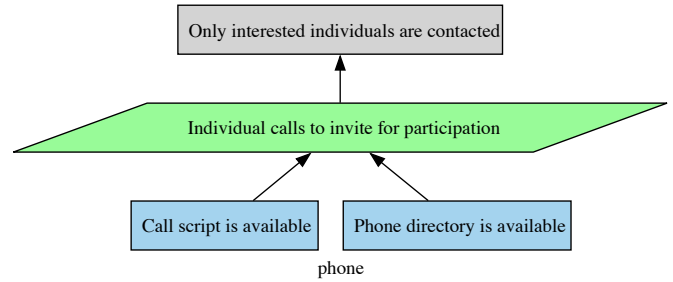 Only interested individuals are contacted
Individual calls to invite for participation
Call script is available
Phone directory is available
phone